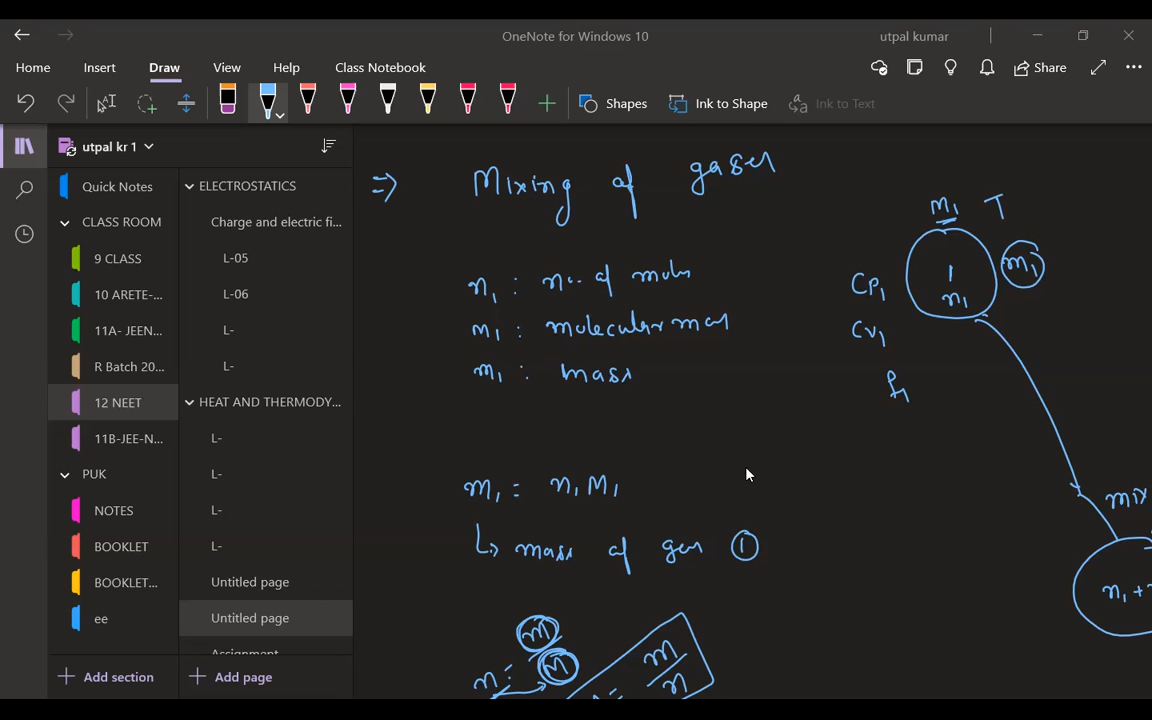 OneNote for Windows 10
utpal kumar
Home Insert Draw View Help Class Notebook
Share
Shapes Ink to Shape Ink to Text
utpal kr 1
Quick Notes
CLASS ROOM
9 CLASS
10 ARETE-...
11A- JEEN...
R Batch 20...
12 NEET
11B-JEE-N...
PUK
NOTES
BOOKLET
BOOKLET...
ee
Add section
ELECTROSTATICS
Charge and electric fi...
L-05
L-06
L-
L-
HEAT AND THERMODY...
L-
L-
L-
L-
Untitled page
Untitled page
Assignment
Add page
=> Mixing of gases
n₁ : no. of moles
M₁ : molecular mas
m₁ : mass
m₁ = n₁M₁
↳ mass of gas ①
n = m/M
m/n
M₁ T
1
n₁
m₁
CP₁
CV₁
f₁
mix
n₁+